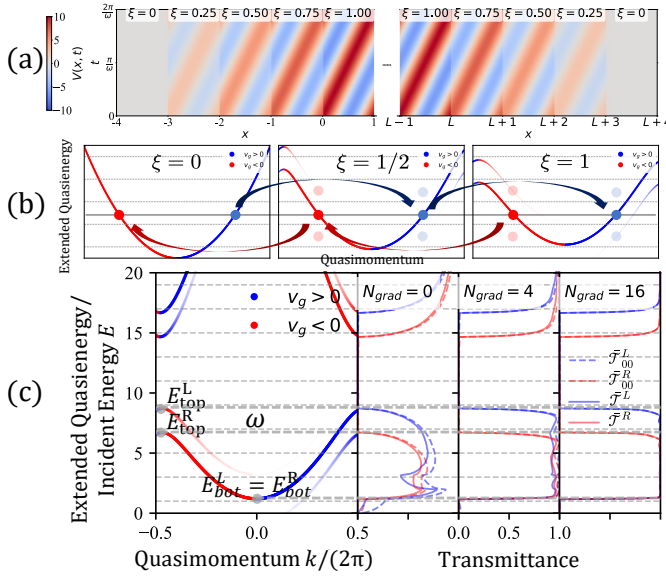 (a)
V(x, t)
10
5
0
−5
−10
t
2π/ω
π/ω
0
ξ = 0 ξ = 0.25 ξ = 0.50 ξ = 0.75 ξ = 1.00
ξ = 1.00 ξ = 0.75 ξ = 0.50 ξ = 0.25 ξ = 0
...
-4 -3 -2 -1 0 1
L−1 L L+1 L+2 L+3 L+4
x x
(b)
Extended Quasienergy
ξ = 0 ξ = 1/2 ξ = 1
v_g > 0 v_g > 0 v_g > 0
v_g < 0 v_g < 0 v_g < 0
Quasimomentum
(c)
Extended Quasienergy/
Incident Energy E
20
15
10
5
0
v_g > 0
v_g < 0
E^L_top
E^R_top
ω
E^L_bot = E^R_bot
N_grad = 0 N_grad = 4 N_grad = 16
𝒯̄^L_00
𝒯̄^R_00
𝒯̄^L
𝒯̄^R
−0.5 0.0 0.5 0.0 0.5 1.0
Quasimomentum k/(2π) Transmittance